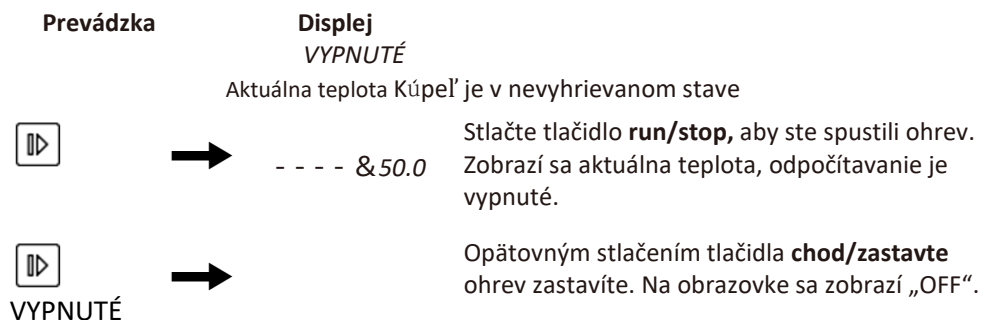 Prevádzka Displej
VYPNUTÉ
Aktuálna teplota Kúpeľ je v nevyhrievanom stave
Stlačte tlačidlo run/stop, aby ste spustili ohrev.
- - - - &50.0 Zobrazí sa aktuálna teplota, odpočítavanie je
vypnuté.
Opätovným stlačením tlačidla chod/zastavte
ohrev zastavíte. Na obrazovke sa zobrazí „OFF“.
VYPNUTÉ